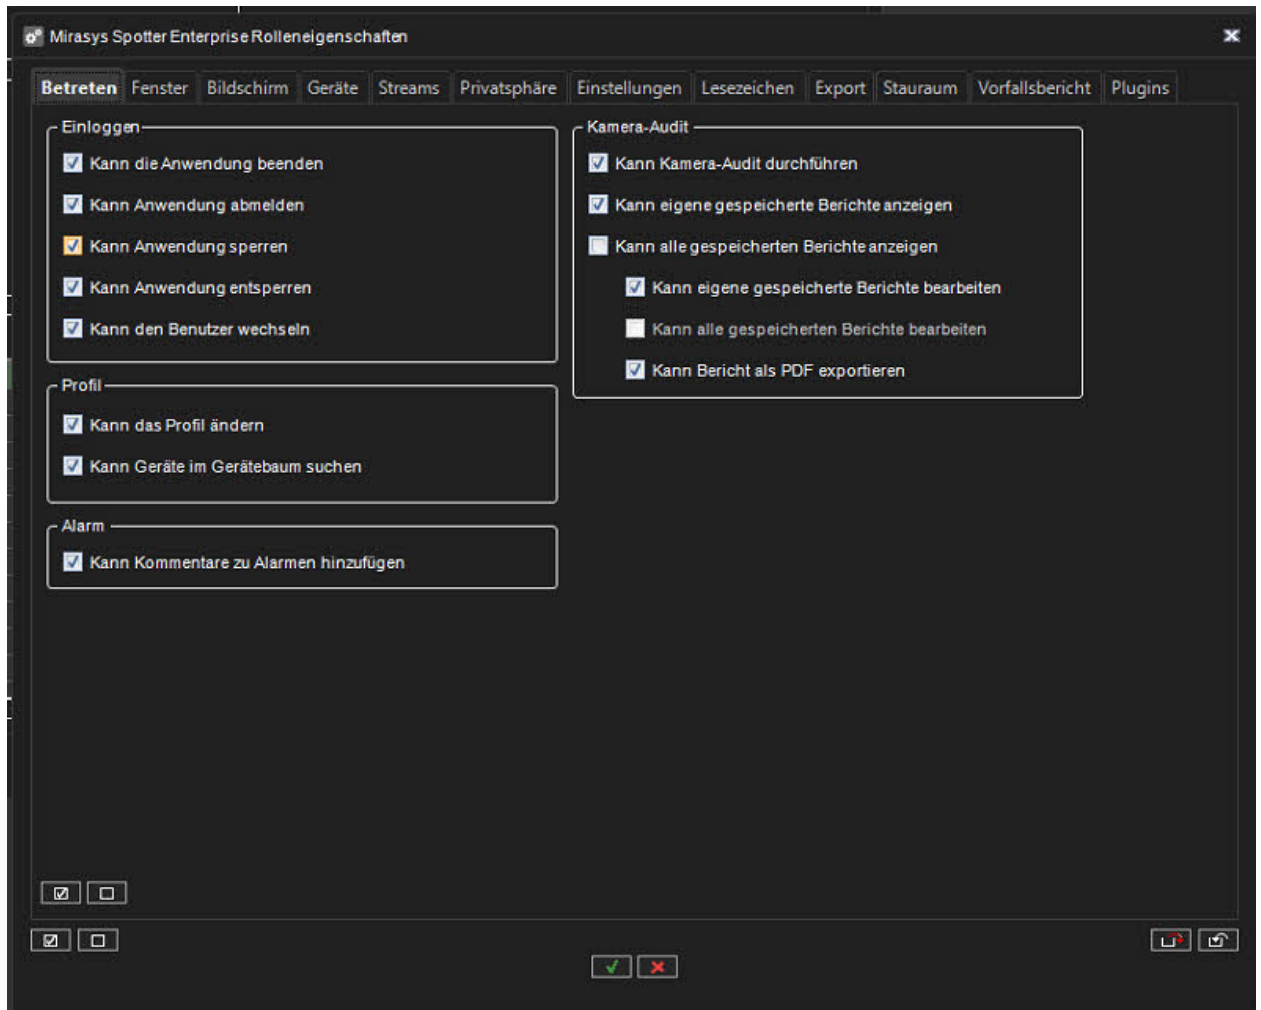 Mirasys Spotter Enterprise Rolleneigenschaften
Betreten Fenster Bildschirm Geräte Streams Privatsphäre Einstellungen Lesezeichen Export Stauraum Vorfallsbericht Plugins
Einloggen
Kann die Anwendung beenden
Kann Anwendung abmelden
Kann Anwendung sperren
Kann Anwendung entsperren
Kann den Benutzer wechseln
Profil
Kann das Profil ändern
Kann Geräte im Gerätebaum suchen
Alarm
Kann Kommentare zu Alarmen hinzufügen
Kamera-Audit
Kann Kamera-Audit durchführen
Kann eigene gespeicherte Berichte anzeigen
Kann alle gespeicherten Berichte anzeigen
Kann eigene gespeicherte Berichte bearbeiten
Kann alle gespeicherten Berichte bearbeiten
Kann Bericht als PDF exportieren